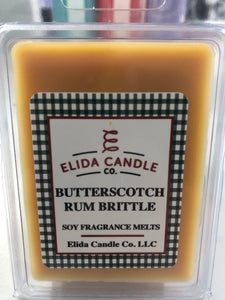 ELIDA CANDLE
CO.
BUTTERSCOTCH
RUM BRITTLE
SOY FRAGRANCE MELTS
Elida Candle Co. LLC